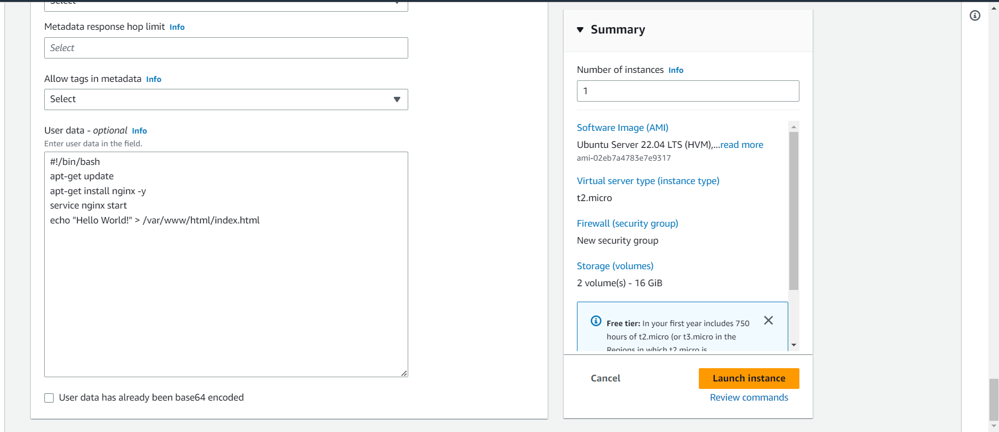 Select
Metadata response hop limit Info
Select
Allow tags in metadata Info
Select
User data - optional Info
Enter user data in the field.
#!/bin/bash
apt-get update
apt-get install nginx -y
service nginx start
echo "Hello World!" > /var/www/html/index.html
User data has already been base64 encoded
Summary
Number of instances Info
1
Software Image (AMI)
Ubuntu Server 22.04 LTS (HVM),...read more
ami-02eb7a4783e7e9317
Virtual server type (instance type)
t2.micro
Firewall (security group)
New security group
Storage (volumes)
2 volume(s) - 16 GiB
Free tier: In your first year includes 750
hours of t2.micro (or t3.micro in the
Regions in which t2.micro is
Cancel
Launch instance
Review commands